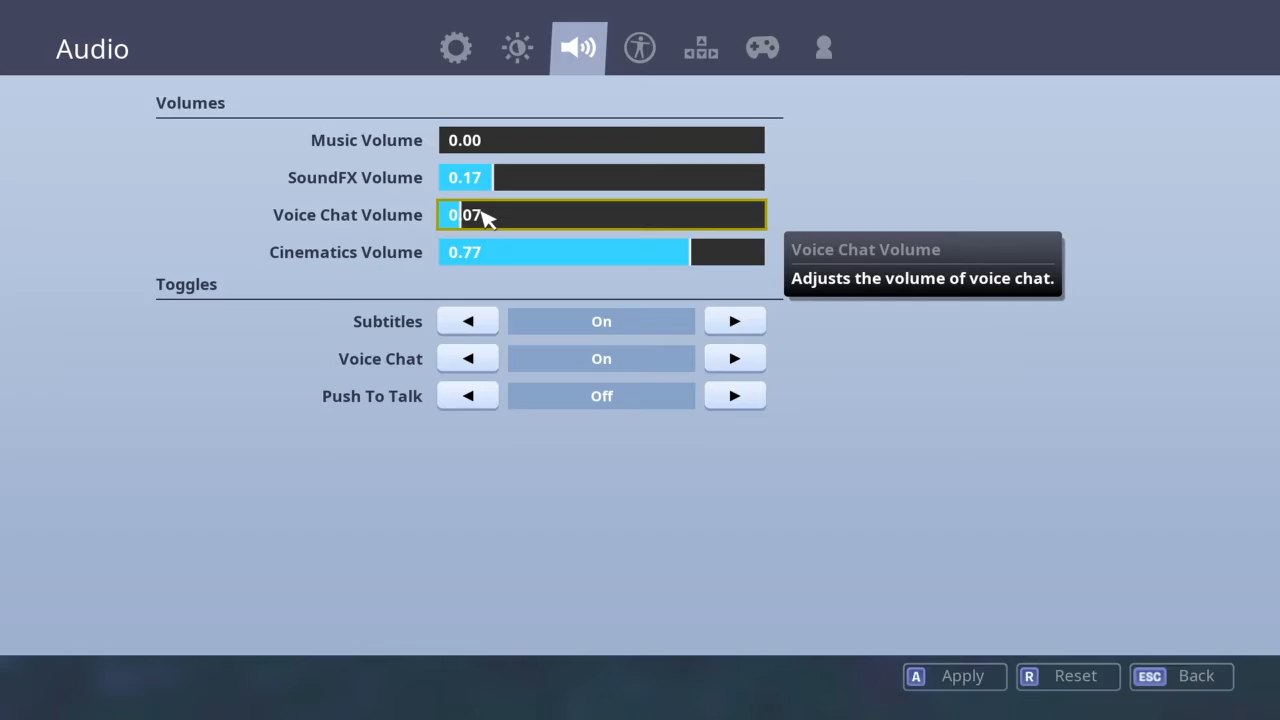 Audio
Volumes
Music Volume 0.00
SoundFX Volume 0.17
Voice Chat Volume 0.07
Cinematics Volume 0.77
Voice Chat Volume
Adjusts the volume of voice chat.
Toggles
Subtitles On
Voice Chat On
Push To Talk Off
A Apply R Reset ESC Back